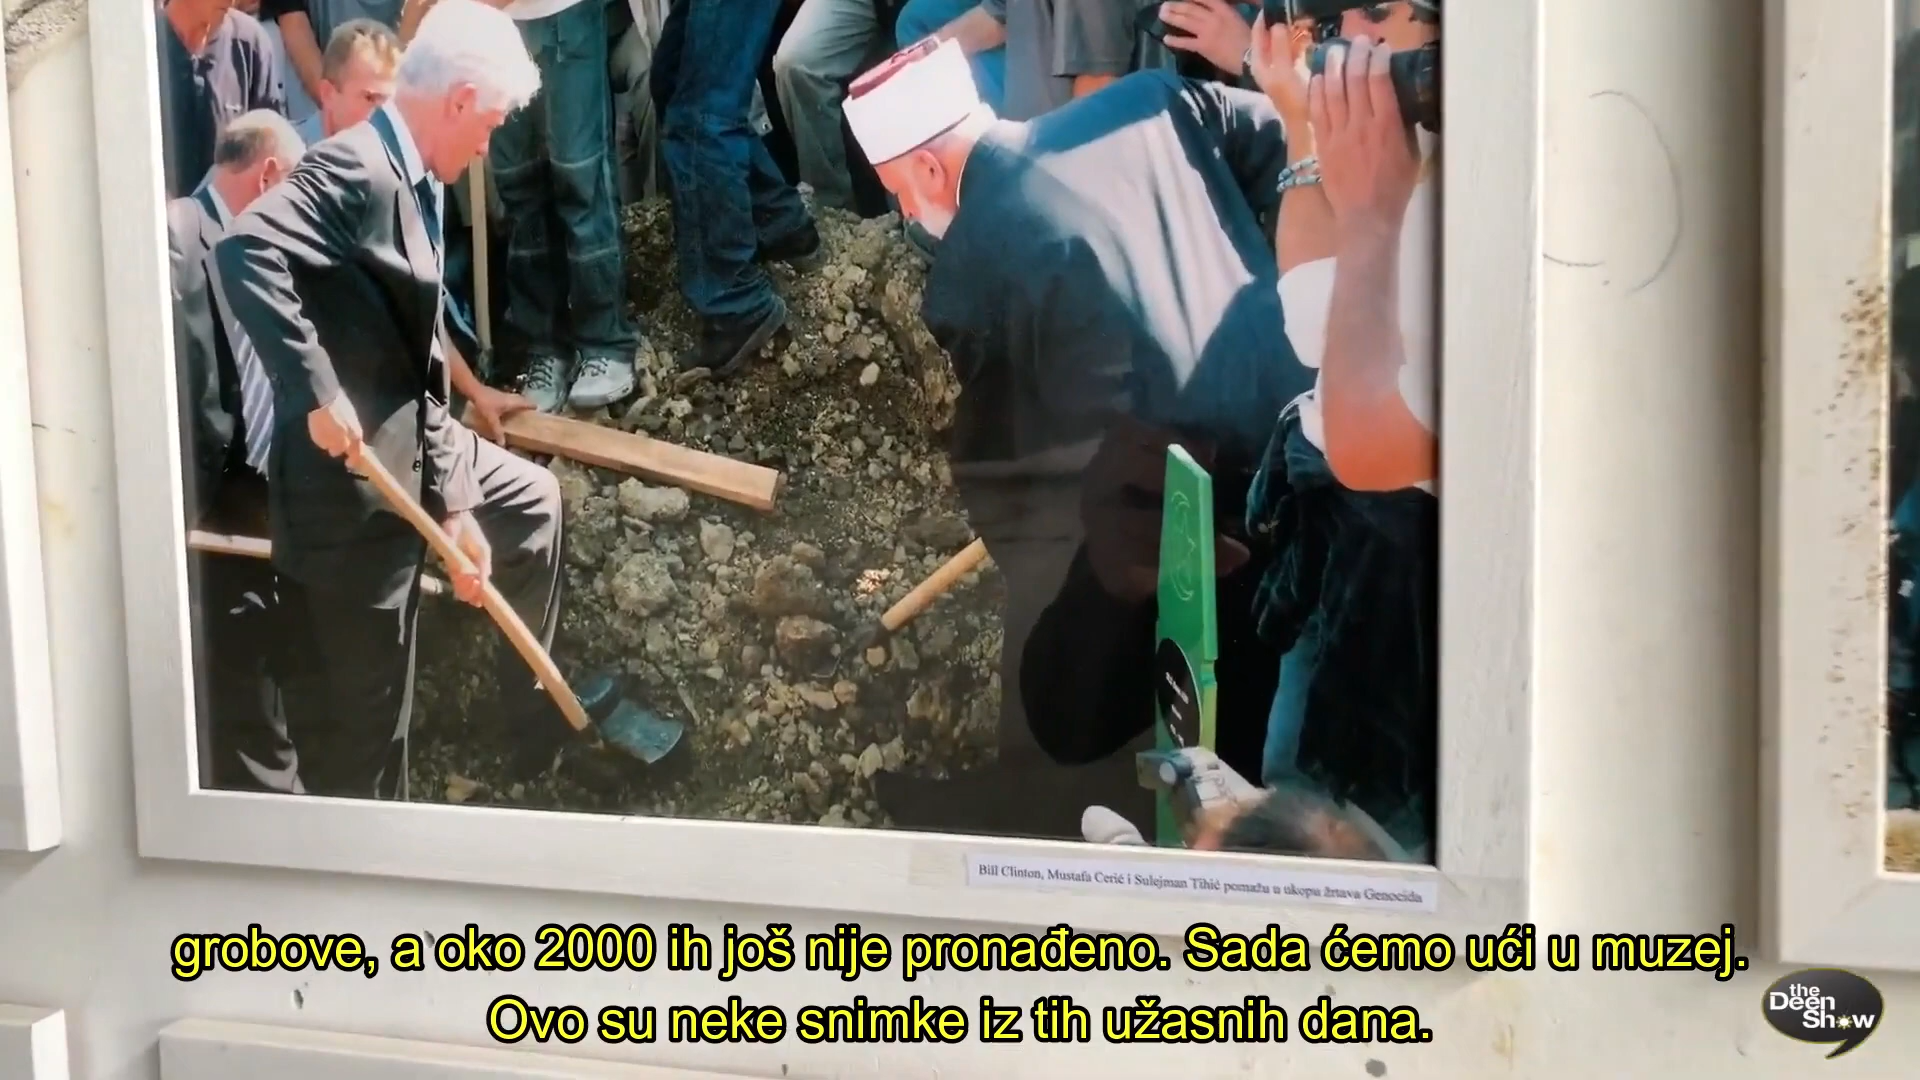 Bill Clinton, Mustafa Cerić i Sulejman Tihić pomažu u ukopu žrtava Genocida
grobove, a oko 2000 ih još nije pronađeno. Sada ćemo ući u muzej.
Ovo su neke snimke iz tih užasnih dana.
the
Deen
Show